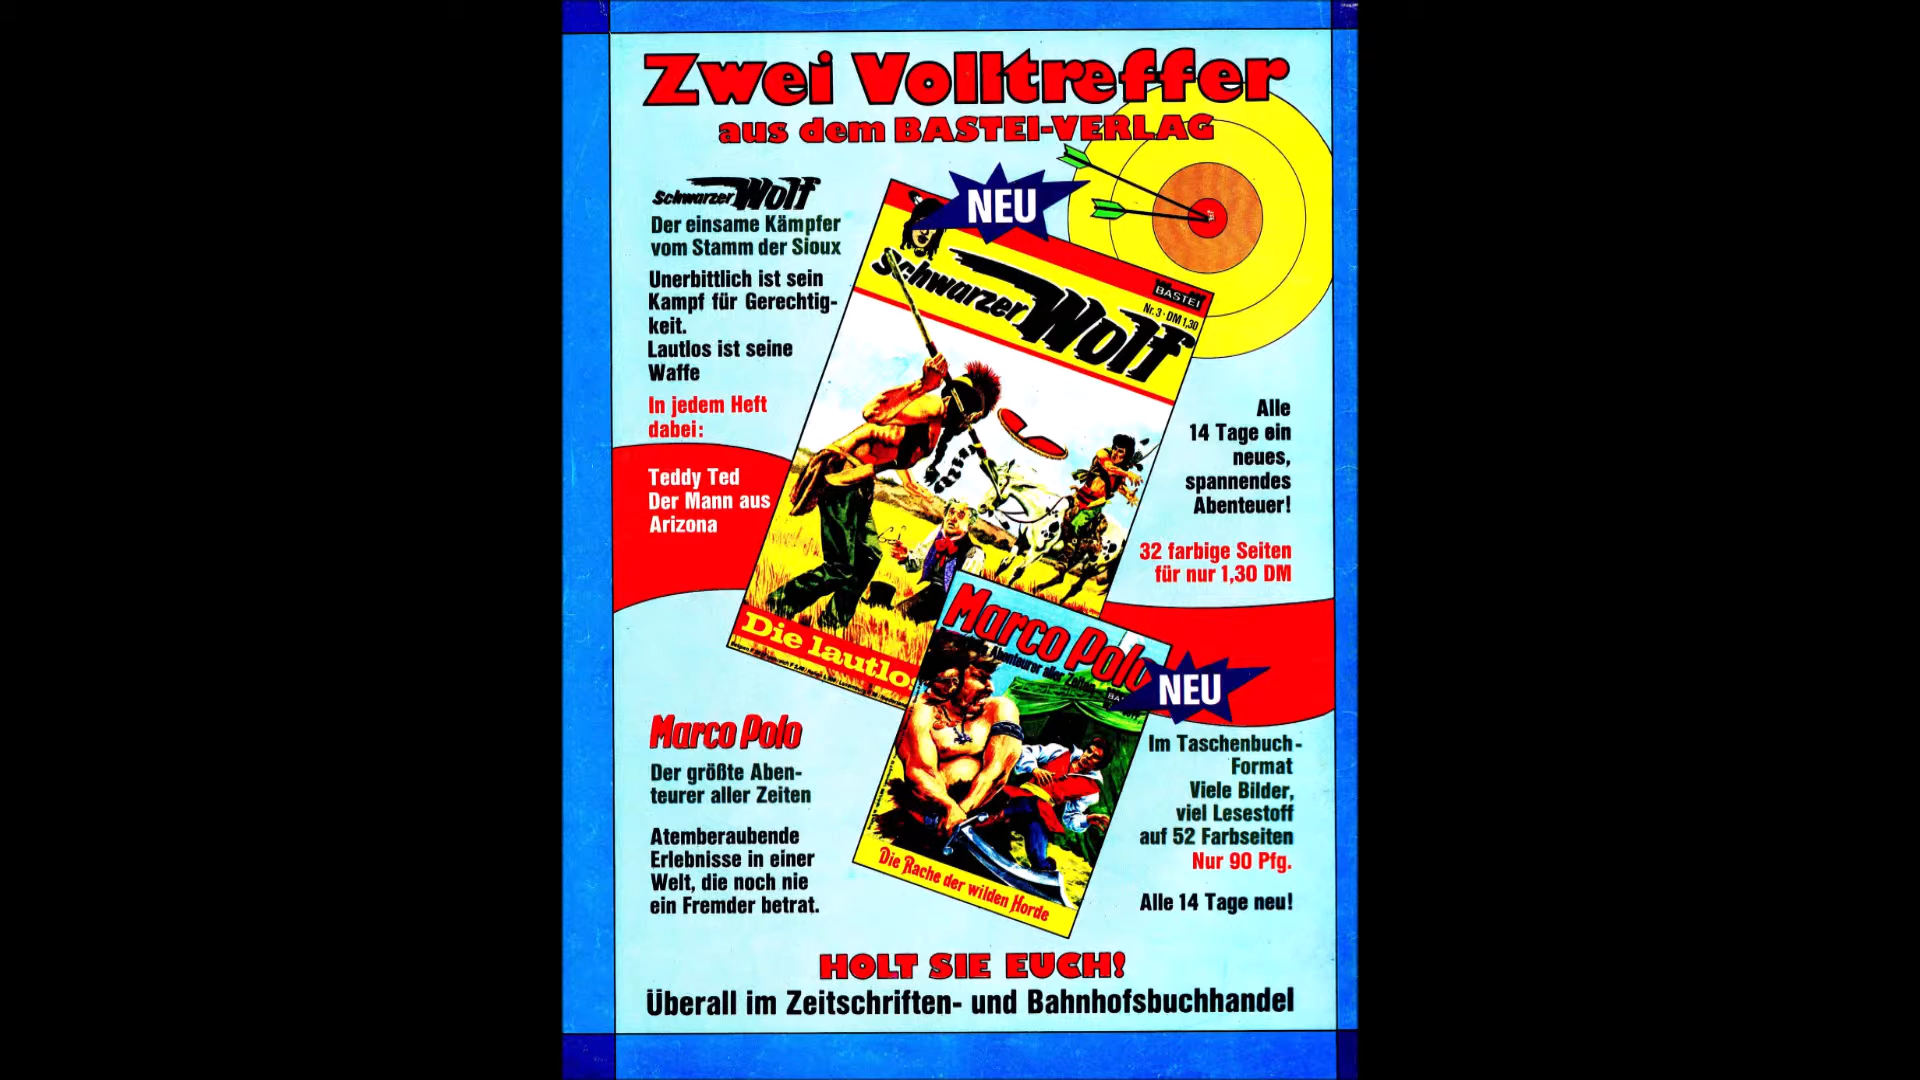 Zwei Volltreffer
aus dem BASTEI-VERLAG
Schwarzer Wolf
Der einsame Kämpfer
vom Stamm der Sioux
Unerbittlich ist sein
Kampf für Gerechtig-
keit.
Lautlos ist seine
Waffe
In jedem Heft
dabei:
Teddy Ted
Der Mann aus
Arizona
NEU
BASTEI
Nr. 3 · DM 1,30
Schwarzer Wolf
Die lautlo
Alle
14 Tage ein
neues,
spannendes
Abenteuer!
32 farbige Seiten
für nur 1,30 DM
Marco Polo
Der größte Aben-
teurer aller Zeiten
Atemberaubende
Erlebnisse in einer
Welt, die noch nie
ein Fremder betrat.
Marco Polo
Abenteurer aller Zeiten
NEU
Die Rache der wilden Horde
Im Taschenbuch-
Format
Viele Bilder,
viel Lesestoff
auf 52 Farbseiten
Nur 90 Pfg.
Alle 14 Tage neu!
HOLT SIE EUCH!
Überall im Zeitschriften- und Bahnhofsbuchhandel